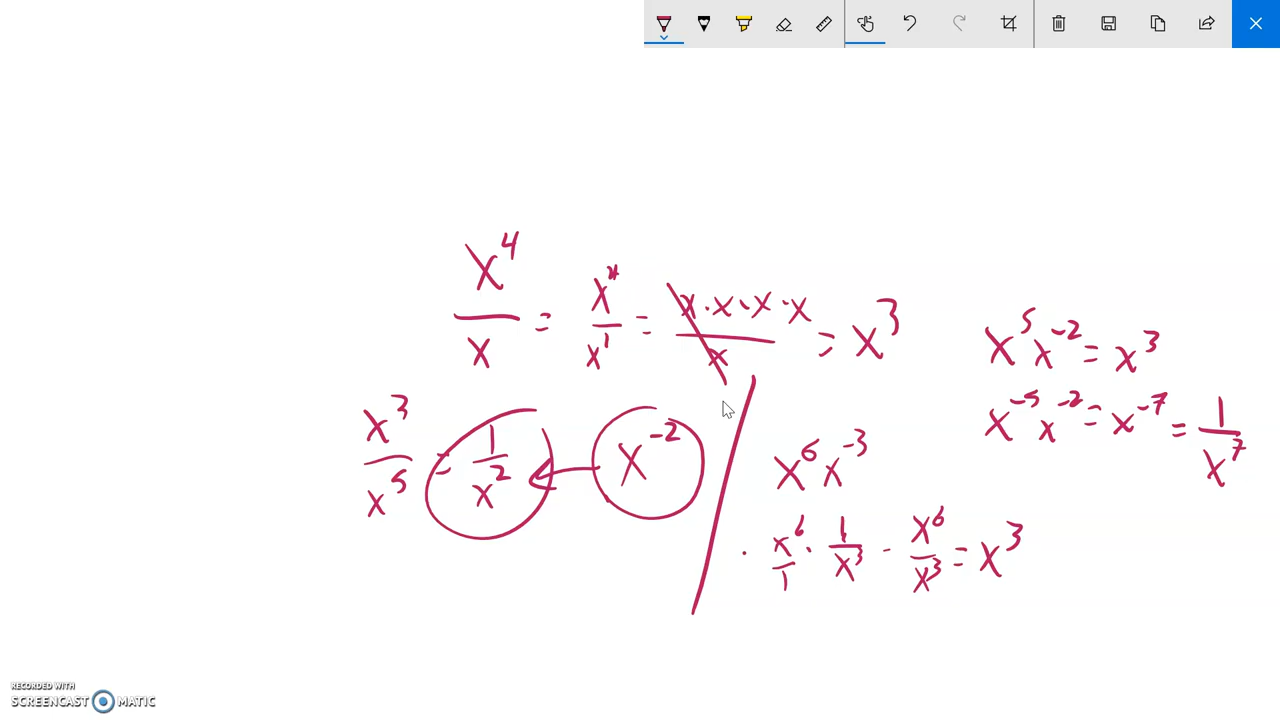 x^4/x = x^4/x^1 = x·x·x·x/x = x^3
x^3/x^5 = 1/x^2 x^-2
x^6 x^-3
· x^6/1 · 1/x^3 - x^6/x^3 = x^3
x^5 x^-2 = x^3
x^-5 x^-2 = x^-7 = 1/x^7
RECORDED WITH
SCREENCAST MATIC